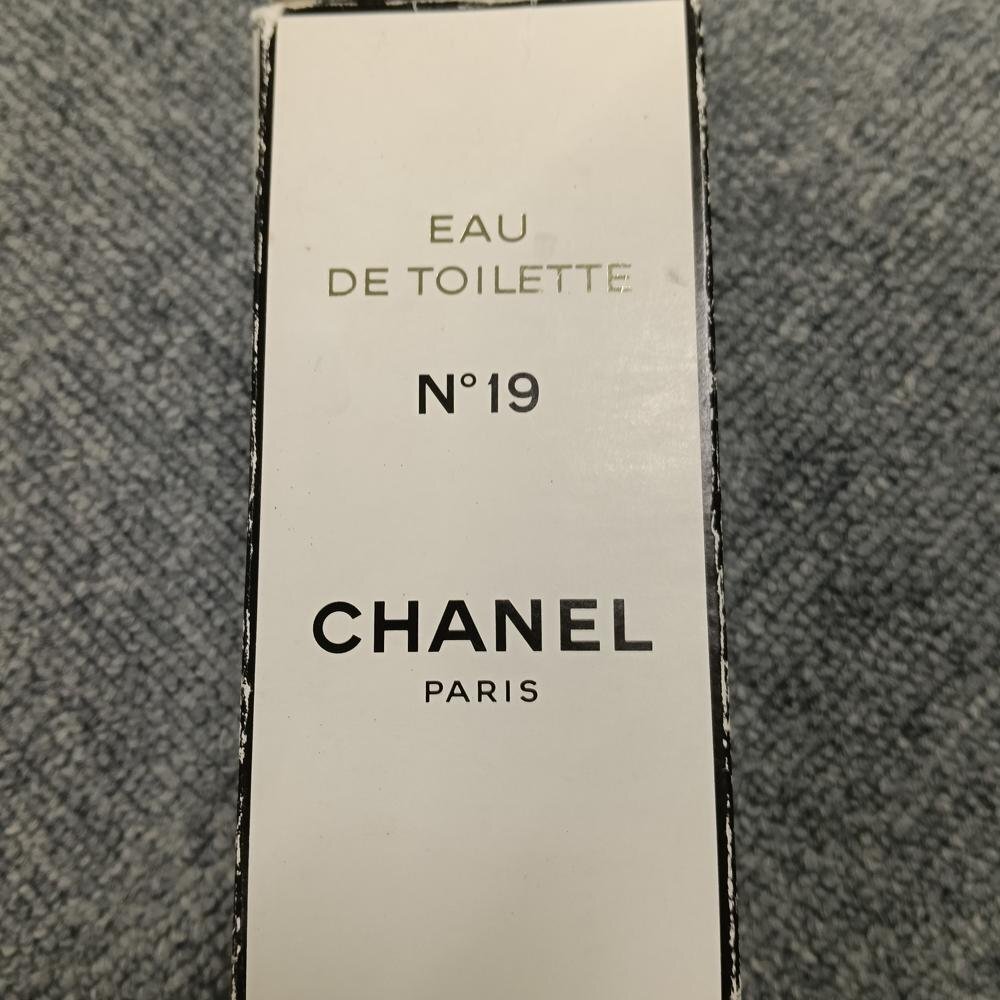 EAU
DE TOILETTE
N°19
CHANEL
PARIS